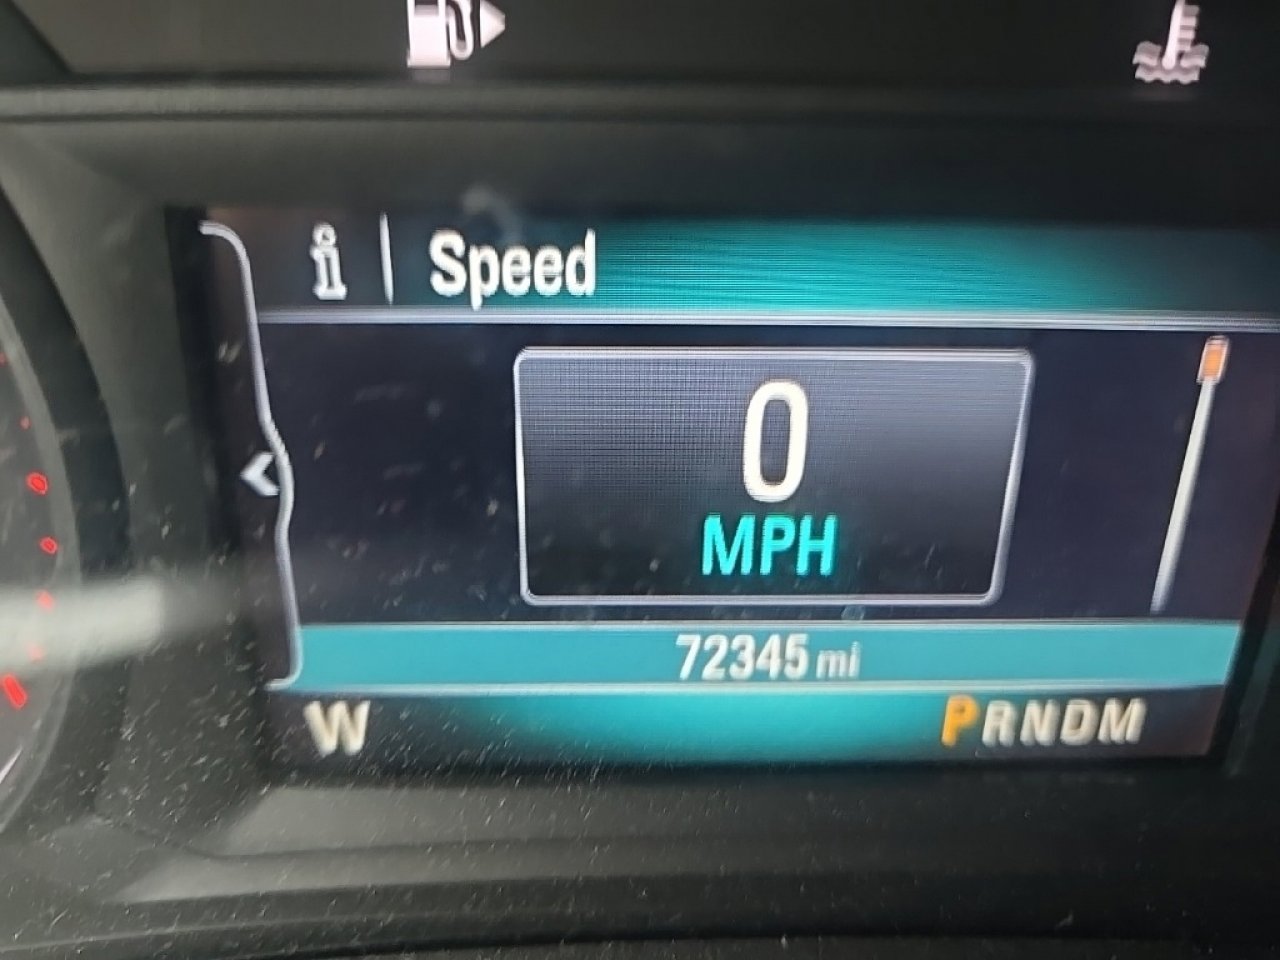 i | Speed
0
MPH
72345 mi
W PRNDM